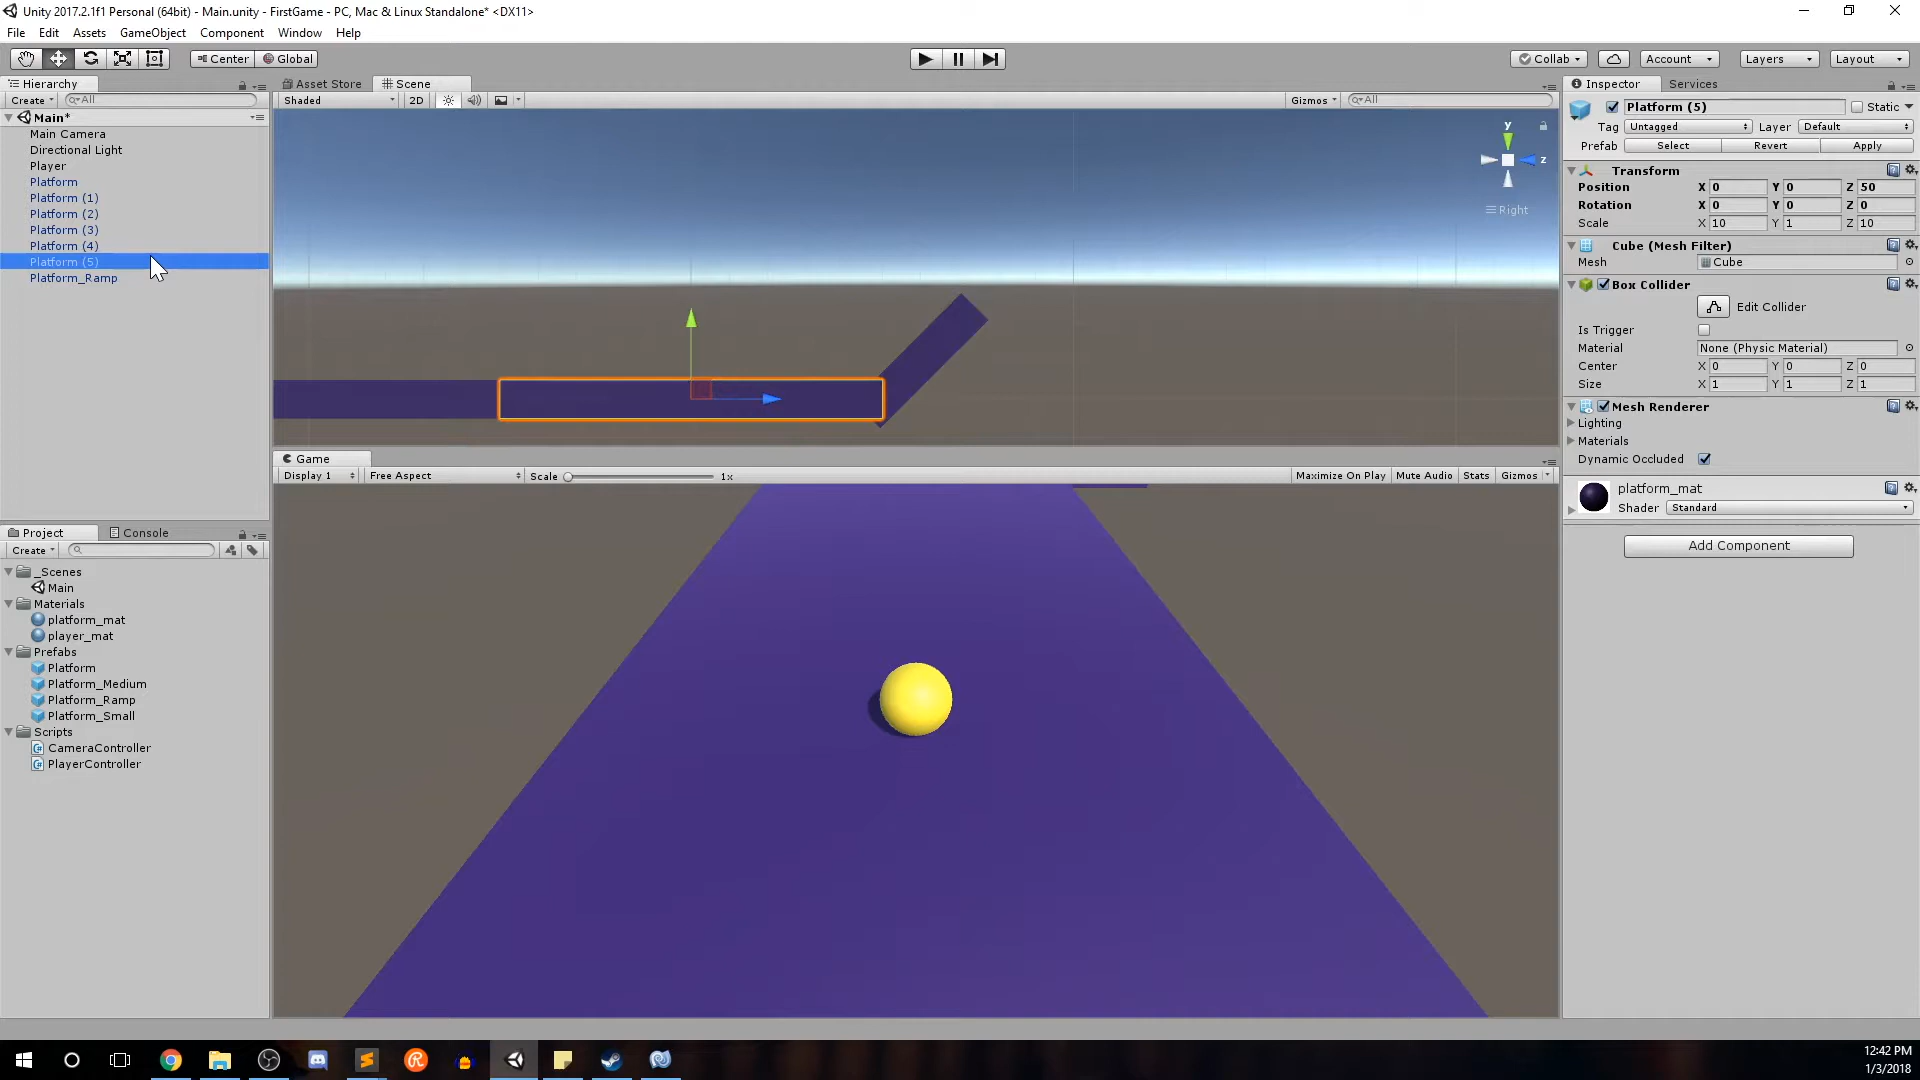 Unity 2017.2.1f1 Personal (64bit) - Main.unity - FirstGame - PC, Mac & Linux Standalone* <DX11>
File Edit Assets GameObject Component Window Help
Center Global Collab Account Layers Layout
Hierarchy
Create All
Main*
Main Camera
Directional Light
Player
Platform
Platform (1)
Platform (2)
Platform (3)
Platform (4)
Platform (5)
Platform_Ramp
Asset Store Scene
Shaded 2D Gizmos All
y
z
Right
Game
Display 1 Free Aspect Scale 1x Maximize On Play Mute Audio Stats Gizmos
Project Console
Create
_Scenes
Main
Materials
platform_mat
player_mat
Prefabs
Platform
Platform_Medium
Platform_Ramp
Platform_Small
Scripts
CameraController
PlayerController
Inspector Services
Platform (5) Static
Tag Untagged Layer Default
Prefab Select Revert Apply
Transform
Position X 0 Y 0 Z 50
Rotation X 0 Y 0 Z 0
Scale X 10 Y 1 Z 10
Cube (Mesh Filter)
Mesh Cube
Box Collider
Edit Collider
Is Trigger
Material None (Physic Material)
Center X 0 Y 0 Z 0
Size X 1 Y 1 Z 1
Mesh Renderer
Lighting
Materials
Dynamic Occluded
platform_mat
Shader Standard
Add Component
12:42 PM
1/3/2018